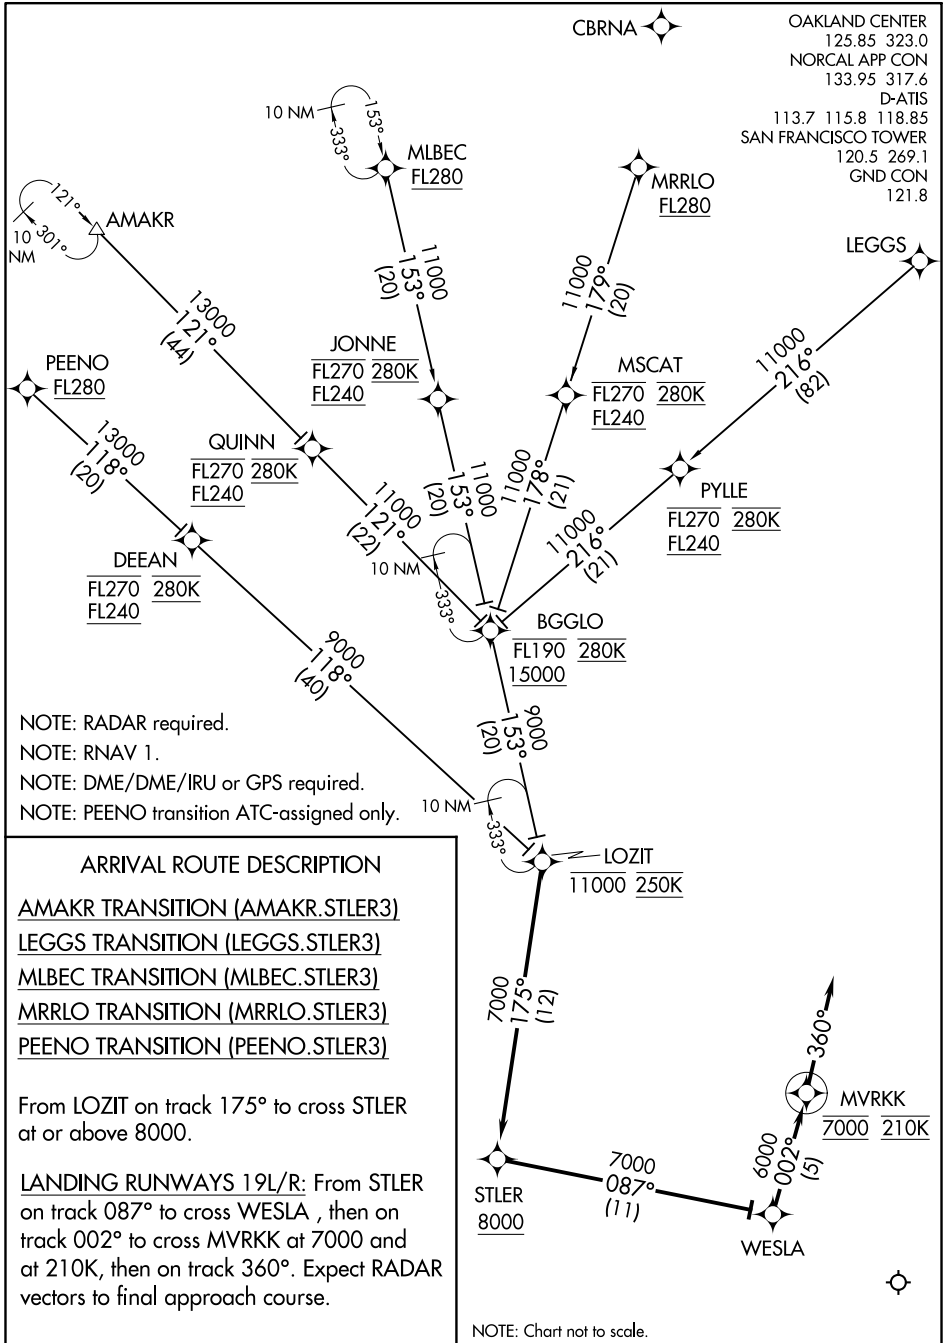 CBRNA
OAKLAND CENTER
125.85 323.0
NORCAL APP CON
133.95 317.6
D-ATIS
113.7 115.8 118.85
SAN FRANCISCO TOWER
120.5 269.1
GND CON
121.8
10 NM
153°
333°
MLBEC
FL280
MRRLO
FL280
121°
301°
10
NM
AMAKR
LEGGS
13000
121°
(44)
11000
153°
(20)
11000
179°
(20)
11000
216°
(82)
PEENO
FL280
JONNE
FL270 280K
FL240
MSCAT
FL270 280K
FL240
13000
118°
(20)
QUINN
FL270 280K
FL240
11000
121°
(22)
11000
153°
(20)
11000
178°
(21)
PYLLE
FL270 280K
FL240
11000
216°
(21)
DEEAN
FL270 280K
FL240
10 NM
333°
BGGLO
FL190 280K
15000
9000
118°
(40)
9000
153°
(20)
NOTE: RADAR required.
NOTE: RNAV 1.
NOTE: DME/DME/IRU or GPS required.
NOTE: PEENO transition ATC-assigned only.
10 NM
333°
LOZIT
11000 250K
ARRIVAL ROUTE DESCRIPTION
AMAKR TRANSITION (AMAKR.STLER3)
LEGGS TRANSITION (LEGGS.STLER3)
MLBEC TRANSITION (MLBEC.STLER3)
MRRLO TRANSITION (MRRLO.STLER3)
PEENO TRANSITION (PEENO.STLER3)
From LOZIT on track 175° to cross STLER
at or above 8000.
LANDING RUNWAYS 19L/R: From STLER
on track 087° to cross WESLA , then on
track 002° to cross MVRKK at 7000 and
at 210K, then on track 360°. Expect RADAR
vectors to final approach course.
7000
175°
(12)
360°
MVRKK
7000 210K
6000
002°
(5)
STLER
8000
7000
087°
(11)
WESLA
NOTE: Chart not to scale.